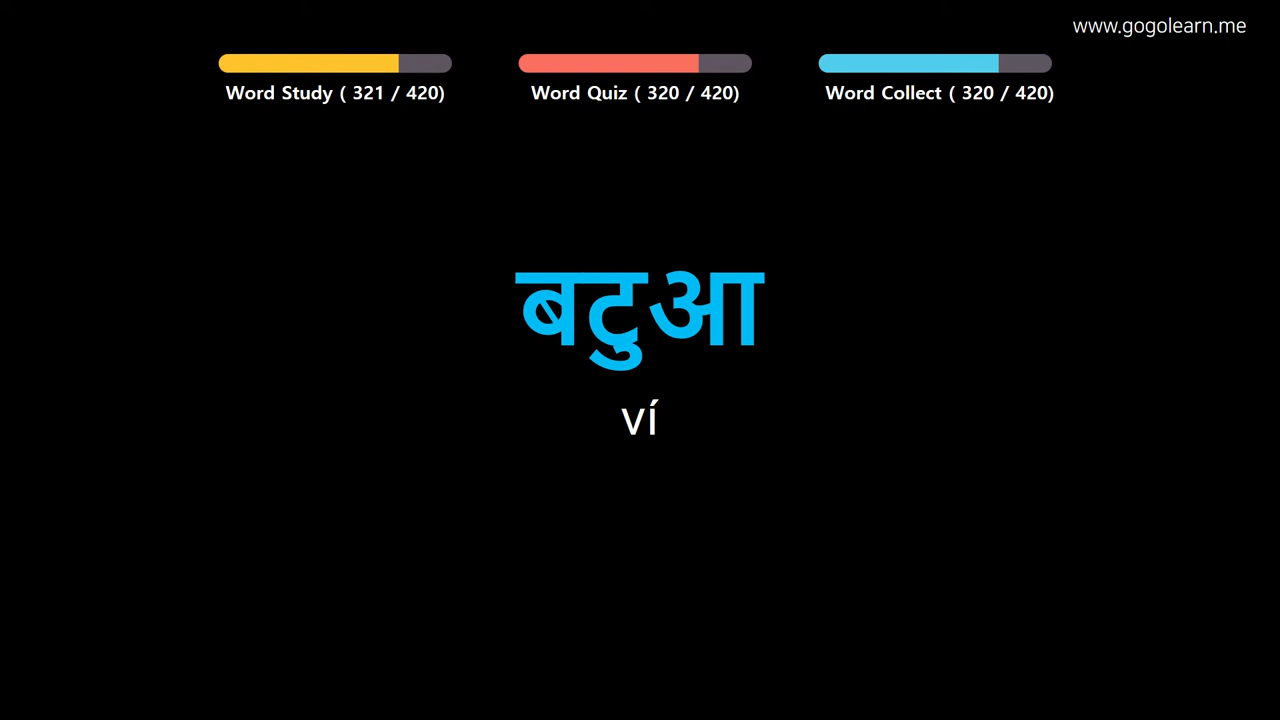 www.gogolearn.me
Word Study ( 321 / 420)
Word Quiz ( 320 / 420)
Word Collect ( 320 / 420)
बटुआ
ví